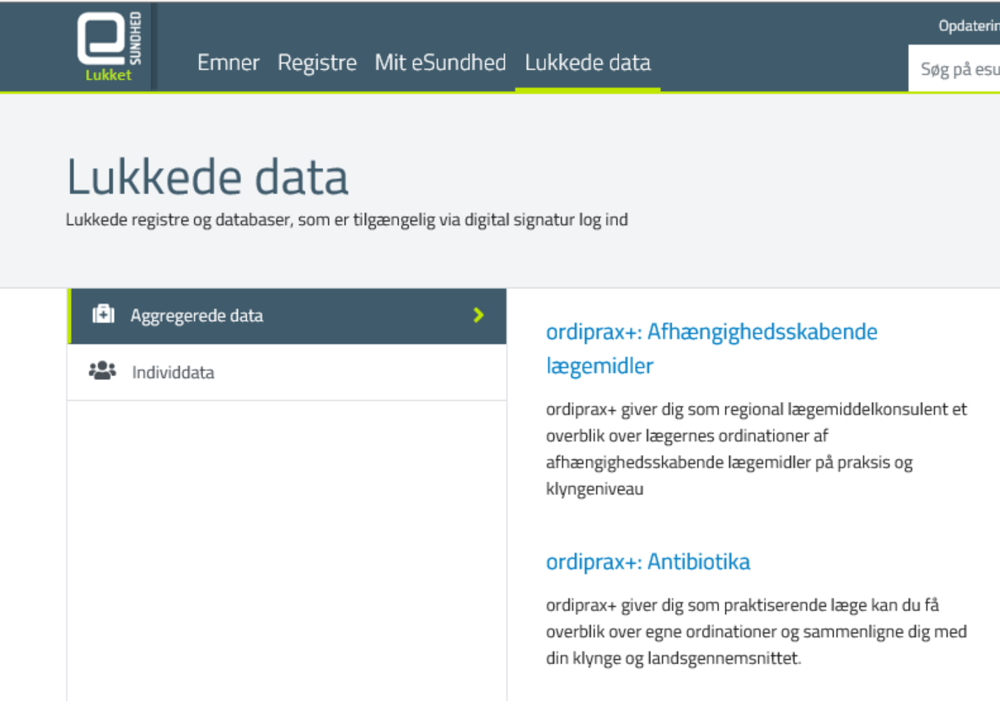 SUNDHED
Lukket
Emner Registre Mit eSundhed Lukkede data
Søg på
Lukkede data
Lukkede registre og databaser, som er tilgængelig via digital signatur log ind
Aggregerede data
Individdata
ordiprax+: Afhængighedsskabende
lægemidler
ordiprax+ giver dig som regional lægemiddelkonsulent et
overblik over lægernes ordinationer af
afhængighedsskabende lægemidler på praksis og
klyngeniveau
ordiprax+: Antibiotika
ordiprax+ giver dig som praktiserende læge kan du få
overblik over egne ordinationer og sammenligne dig med
din klynge og landsgennemsnittet.